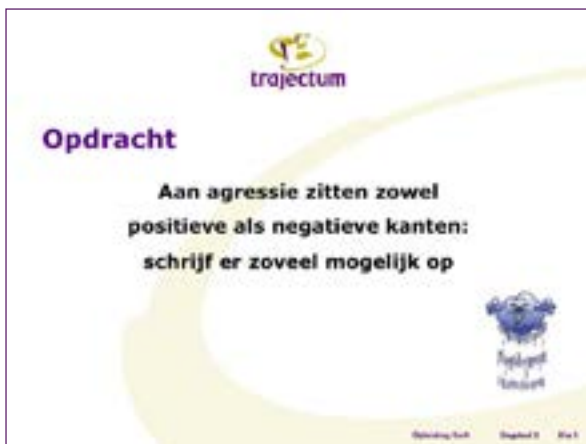 trajectum
Opdracht
Aan agressie zitten zowel
positieve als negatieve kanten:
schrijf er zoveel mogelijk op